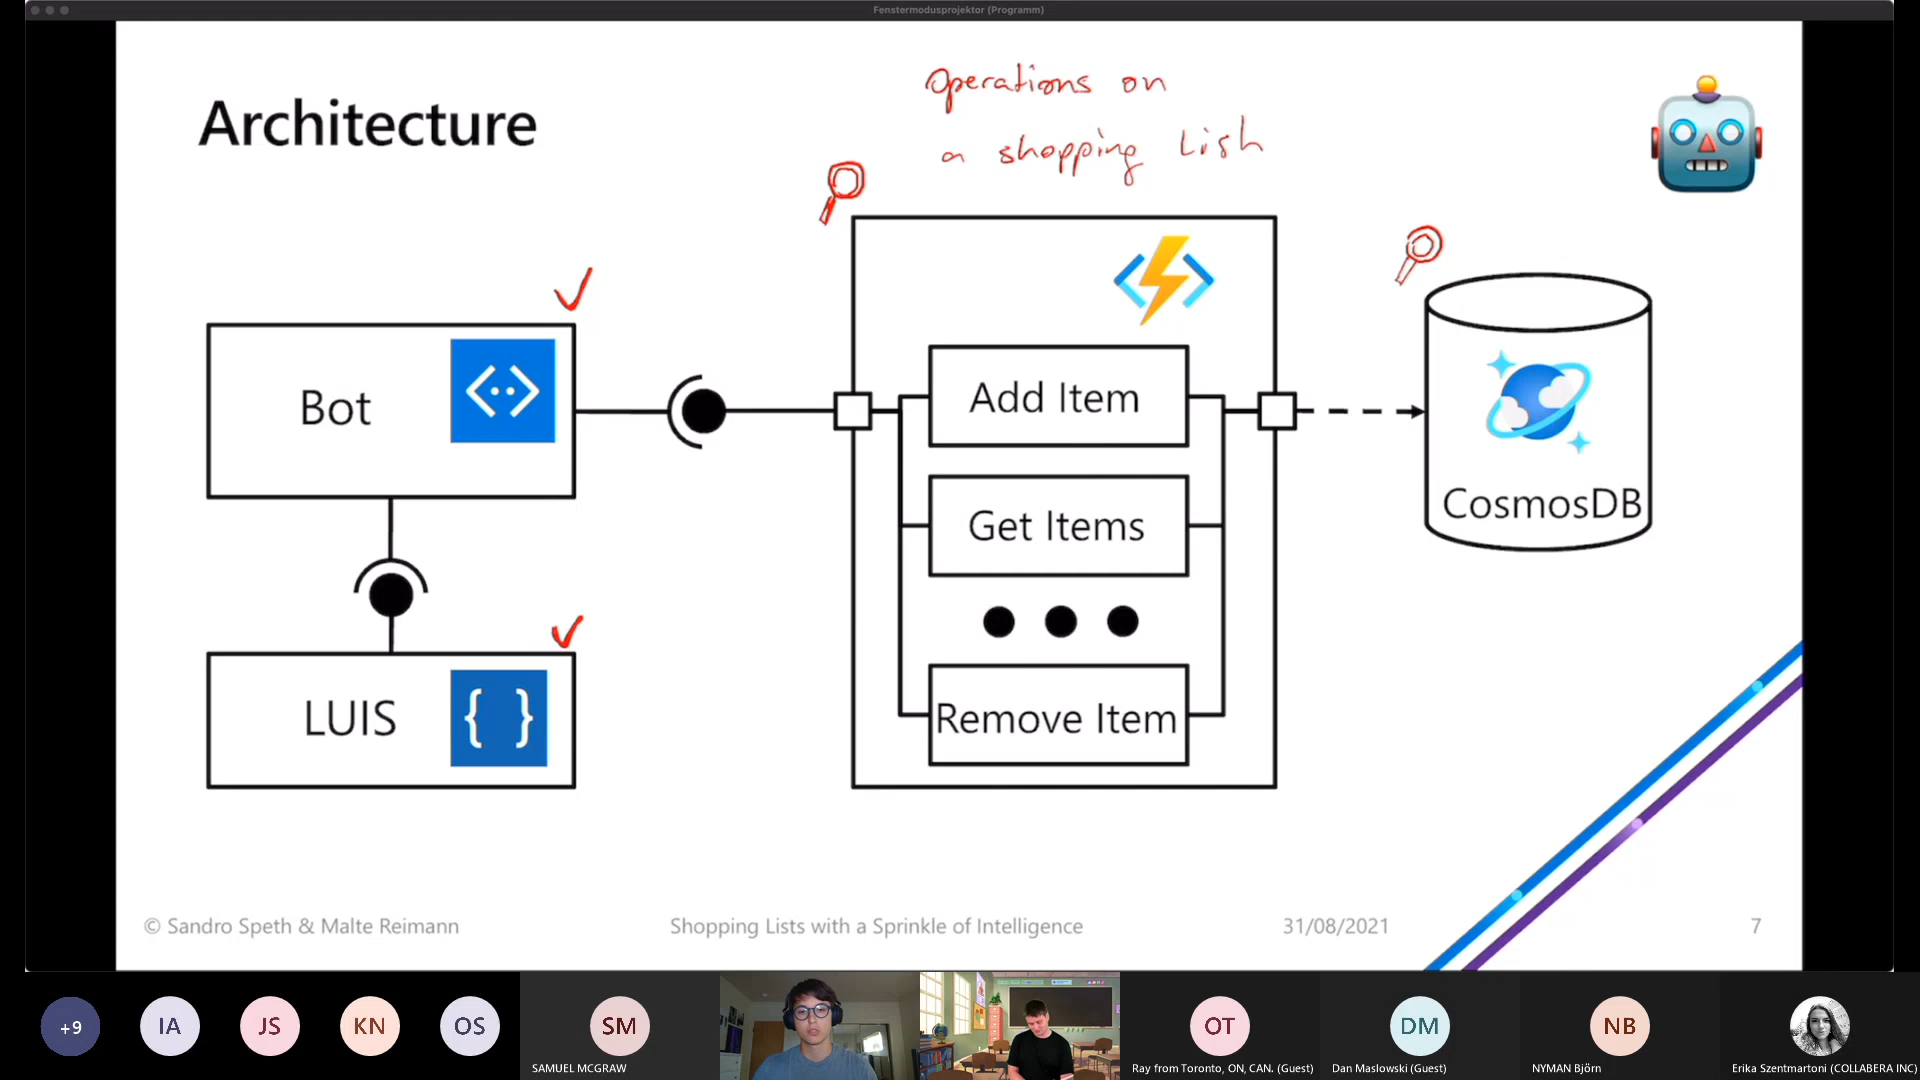 Fenstermodusprojektor (Programm)
Architecture
Operations on
a shopping List
Bot
Add Item
Get Items
Remove Item
CosmosDB
LUIS
{ }
© Sandro Speth & Malte Reimann
Shopping Lists with a Sprinkle of Intelligence
31/08/2021
7
+9
IA
JS
KN
OS
SM
OT
DM
NB
SAMUEL MCGRAW
Ray from Toronto, ON, CAN. (Guest)
Dan Maslowski (Guest)
NYMAN Björn
Erika Szentmartoni (COLLABERA INC)